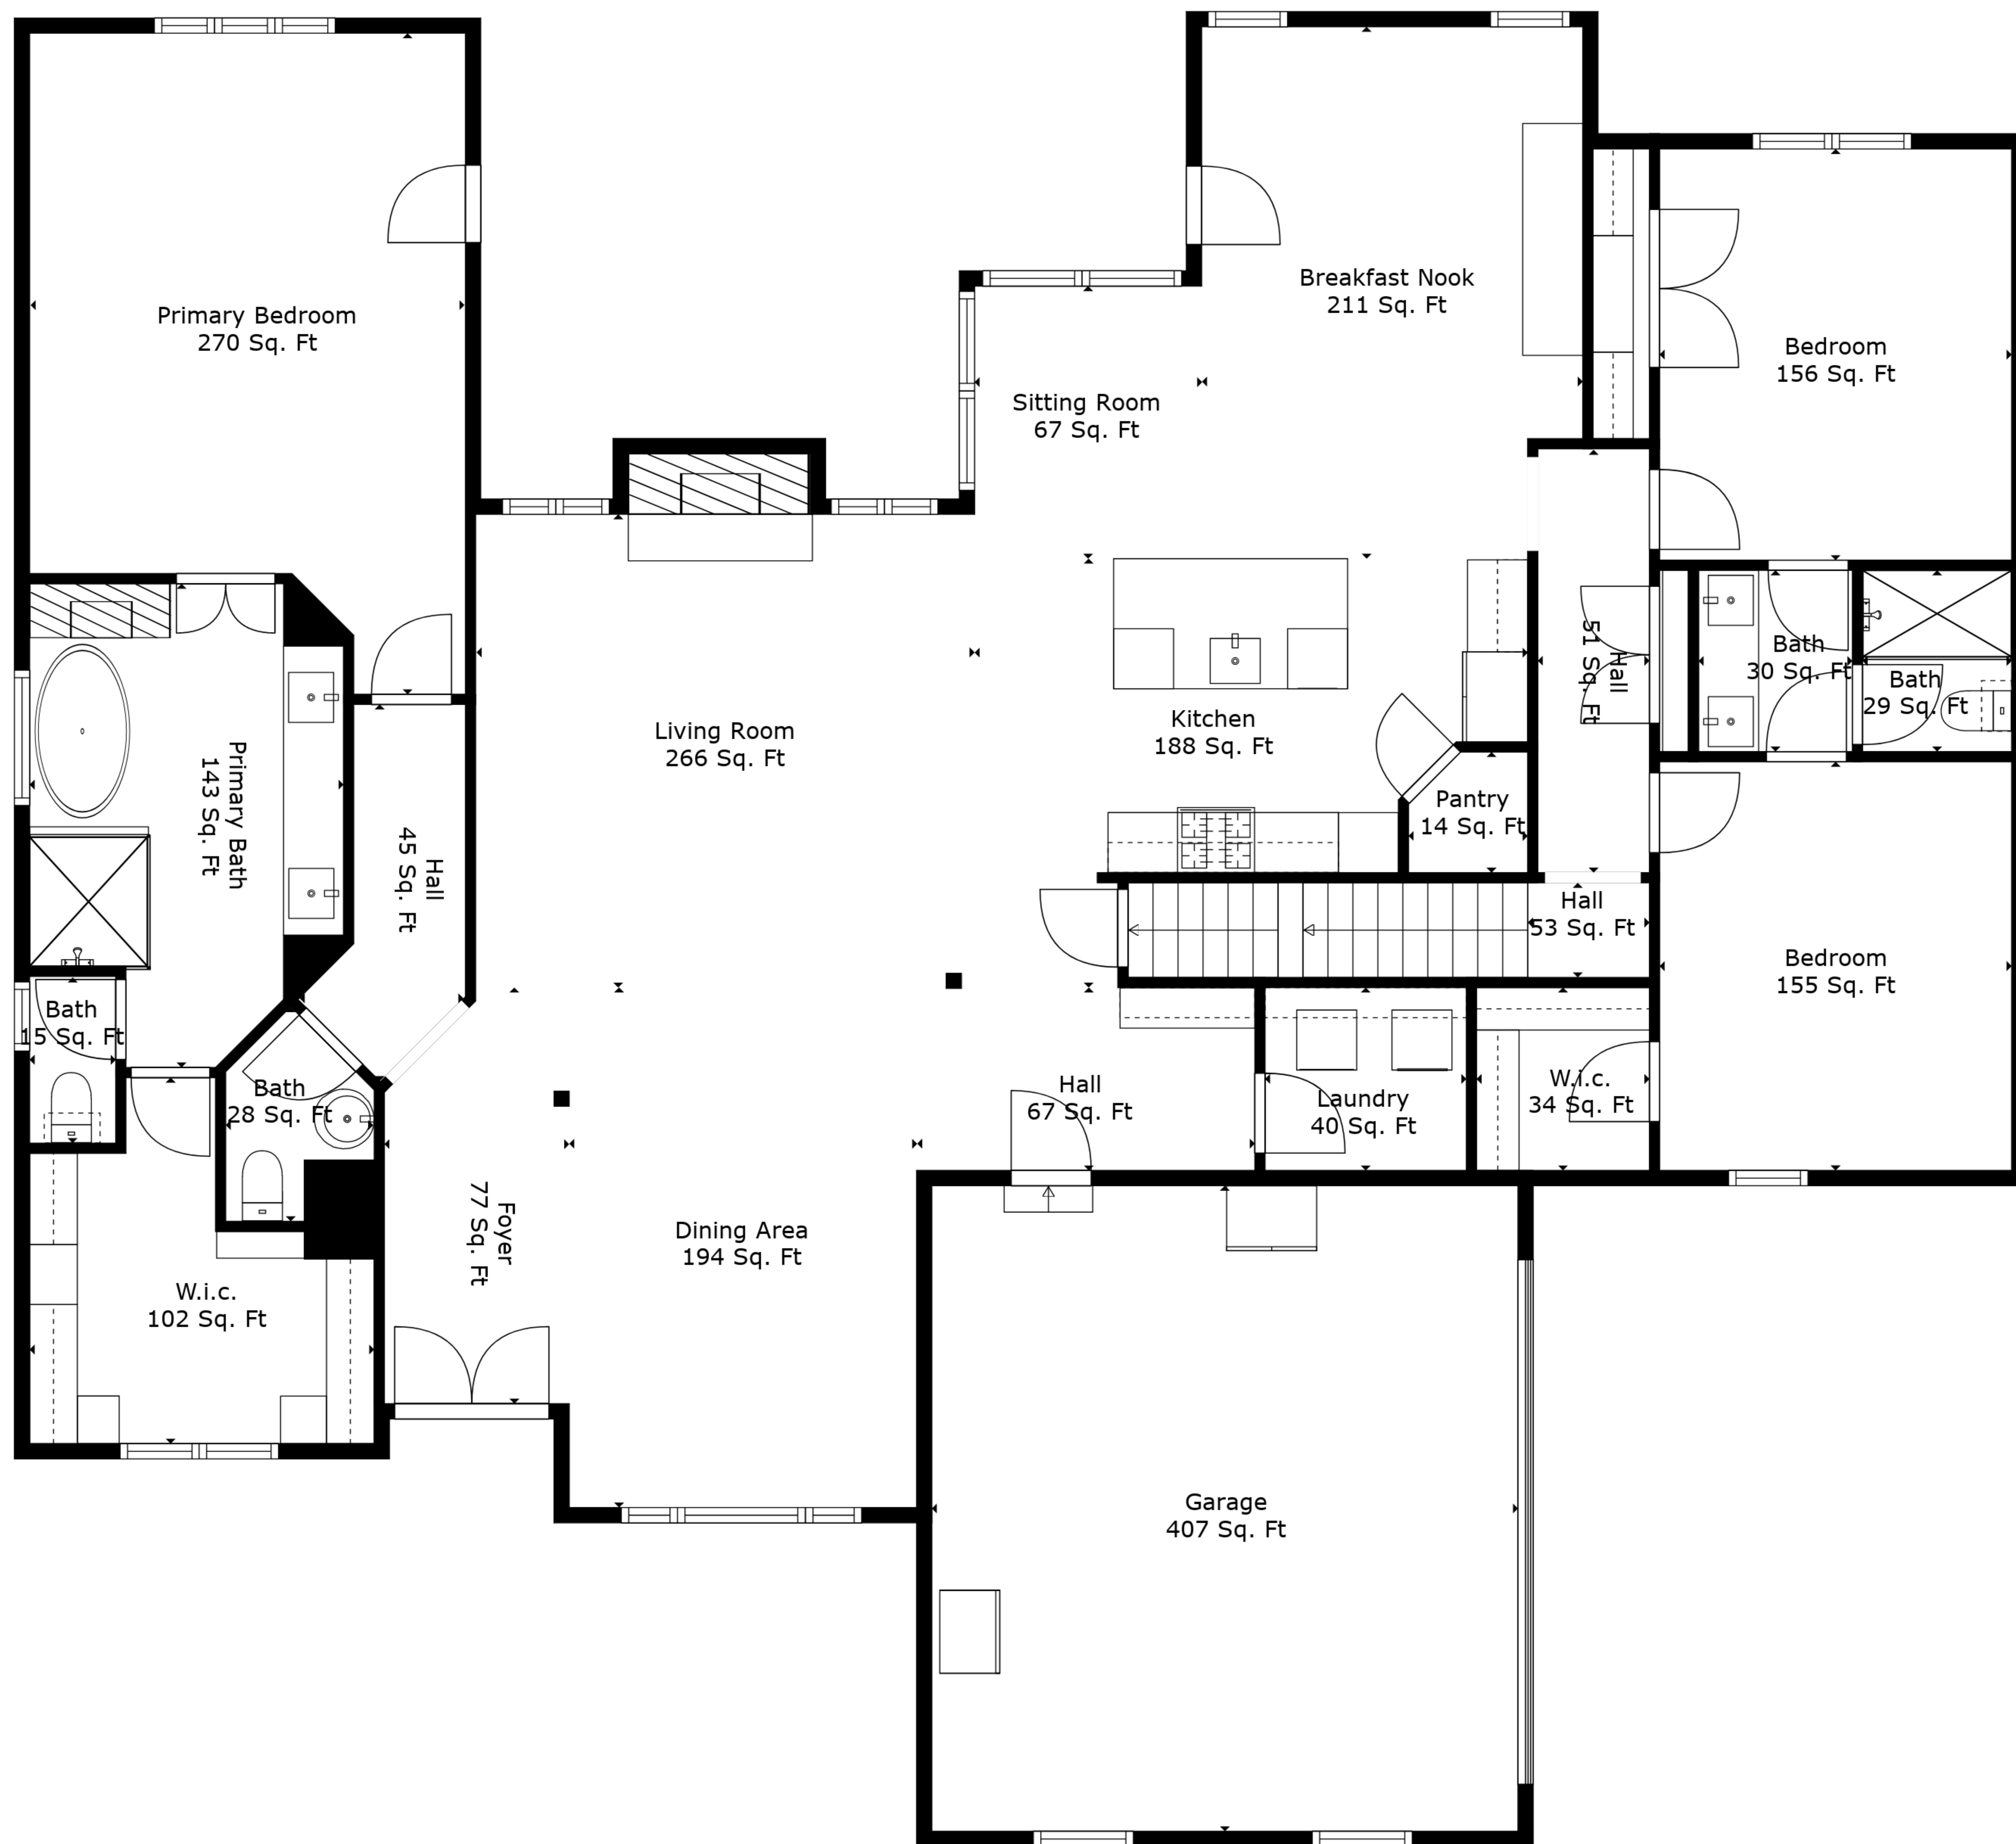 Primary Bedroom
270 Sq. Ft
Breakfast Nook
211 Sq. Ft
Bedroom
156 Sq. Ft
Sitting Room
67 Sq. Ft
Living Room
266 Sq. Ft
Kitchen
188 Sq. Ft
Pantry
14 Sq. Ft
Hall
51 Sq. Ft
Bath
30 Sq. Ft
Bath
29 Sq. Ft
Primary Bath
143 Sq. Ft
Hall
45 Sq. Ft
Hall
53 Sq. Ft
Bedroom
155 Sq. Ft
Bath
15 Sq. Ft
Bath
28 Sq. Ft
Hall
67 Sq. Ft
Laundry
40 Sq. Ft
W.i.c.
34 Sq. Ft
Foyer
77 Sq. Ft
Dining Area
194 Sq. Ft
W.i.c.
102 Sq. Ft
Garage
407 Sq. Ft